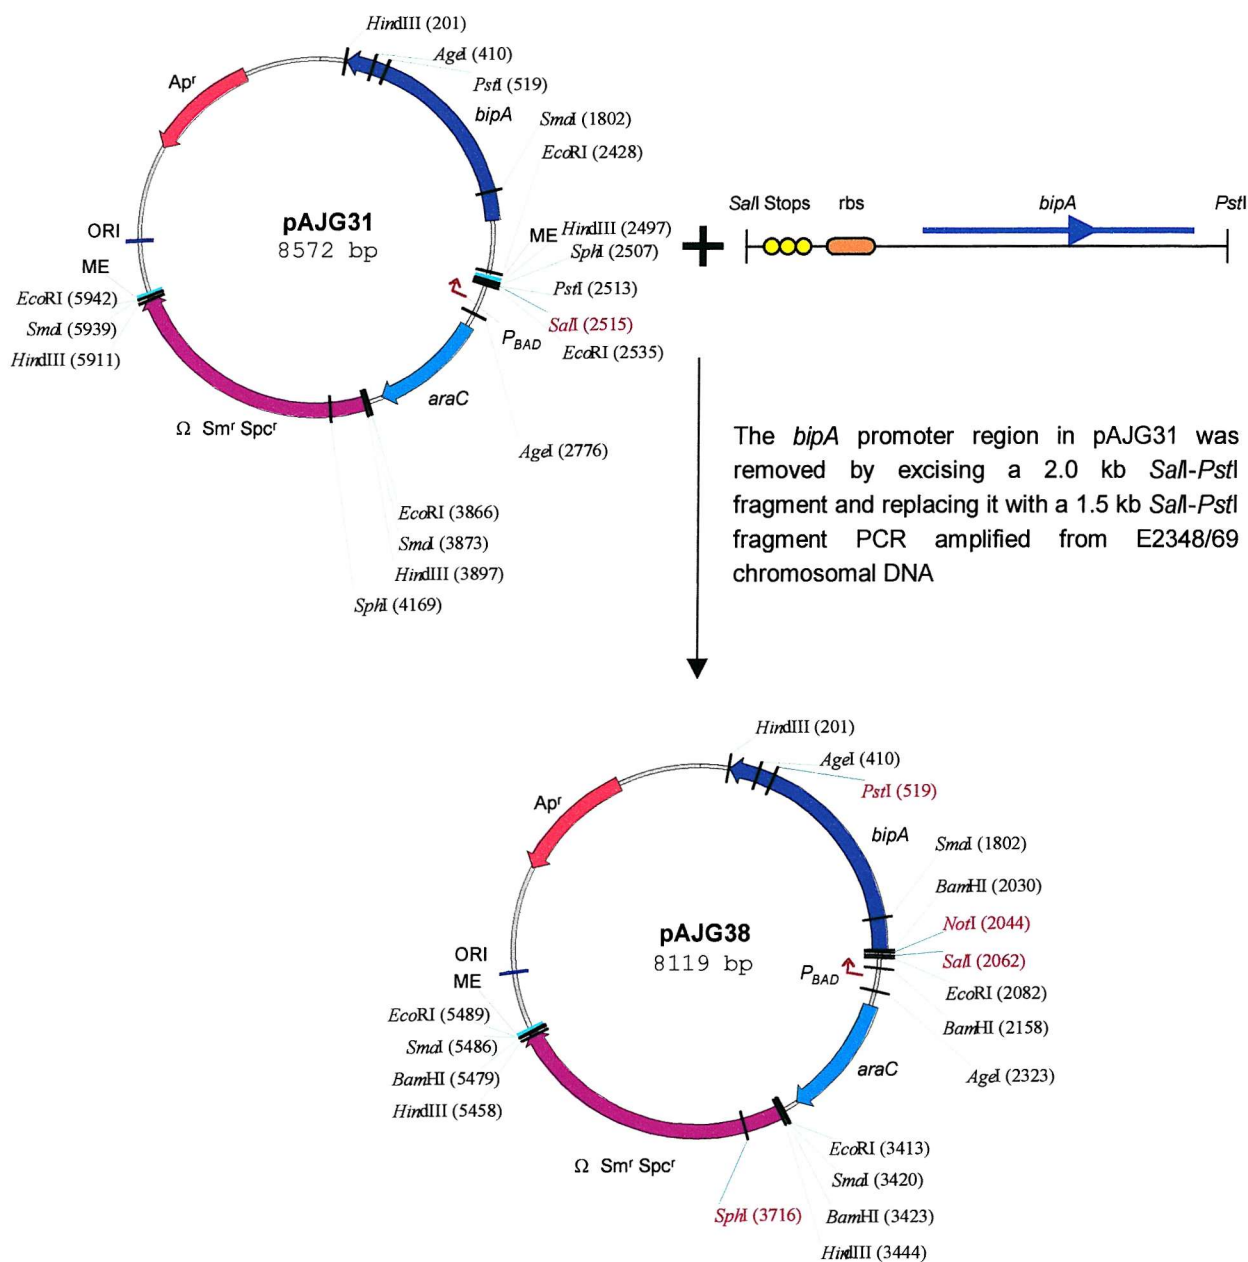 HindIII (201)
AgeI (410)
PstI (519)
bipA
SmaI (1802)
EcoRI (2428)
ME
HindIII (2497)
SphI (2507)
PstI (2513)
SalI (2515)
EcoRI (2535)
PBAD
AgeI (2776)
araC
EcoRI (3866)
SmaI (3873)
HindIII (3897)
SphI (4169)
Ω Smʳ Spcʳ
HindIII (5911)
SmaI (5939)
EcoRI (5942)
ME
ORI
Apʳ
pAJG31
8572 bp
+
SalI Stops rbs bipA PstI
The bipA promoter region in pAJG31 was
removed by excising a 2.0 kb SalI-PstI
fragment and replacing it with a 1.5 kb SalI-PstI
fragment PCR amplified from E2348/69
chromosomal DNA
HindIII (201)
AgeI (410)
PstI (519)
bipA
SmaI (1802)
BamHI (2030)
NotI (2044)
SalI (2062)
EcoRI (2082)
BamHI (2158)
AgeI (2323)
PBAD
araC
EcoRI (3413)
SmaI (3420)
BamHI (3423)
HindIII (3444)
SphI (3716)
Ω Smʳ Spcʳ
HindIII (5458)
BamHI (5479)
SmaI (5486)
EcoRI (5489)
ME
ORI
Apʳ
pAJG38
8119 bp